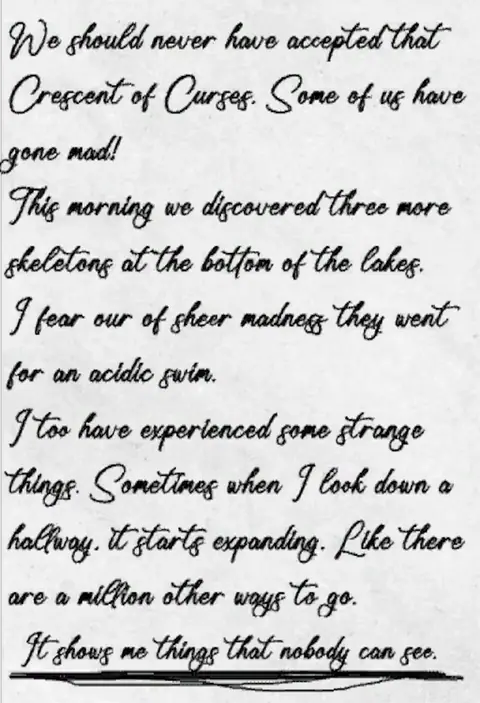 We should never have accepted that
Crescent of Curses. Some of us have
gone mad!
This morning we discovered three more
skeletons at the bottom of the lakes.
I fear our of sheer madness they went
for an acidic swim.
I too have experienced some strange
things. Sometimes when I look down a
hallway, it starts expanding. Like there
are a million other ways to go.
It shows me things that nobody can see.